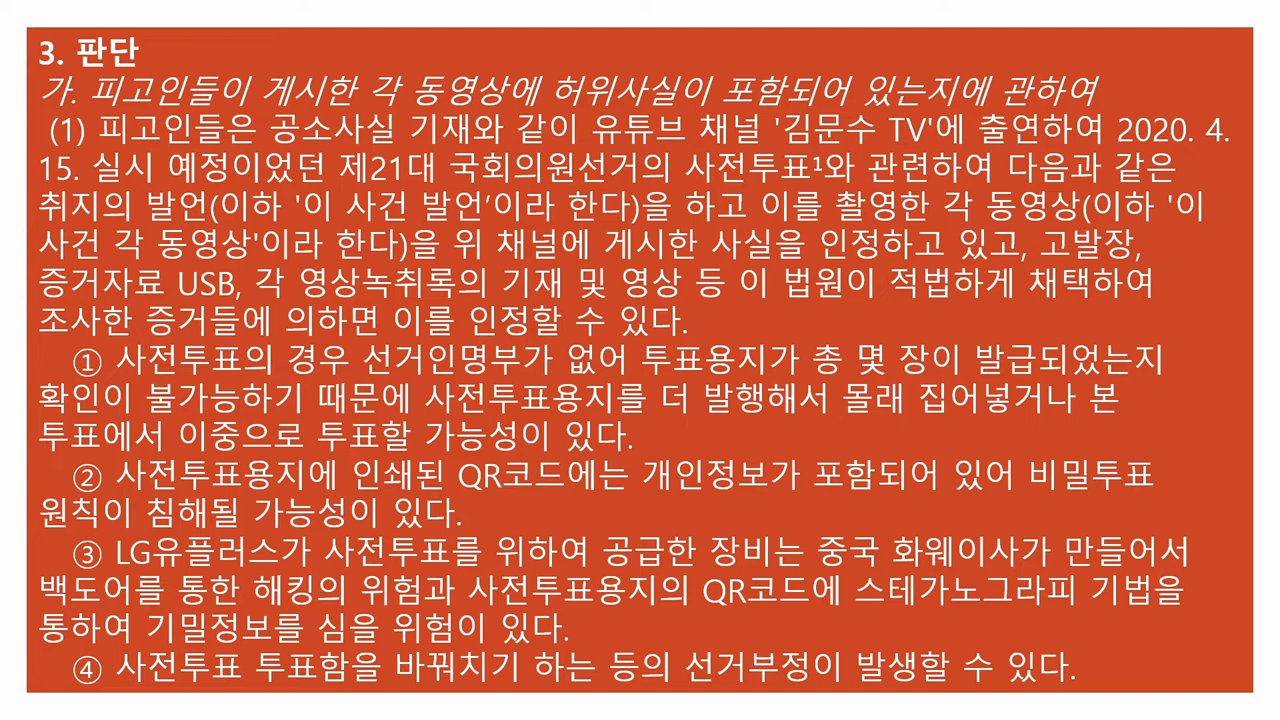 3. 판단
가. 피고인들이 게시한 각 동영상에 허위사실이 포함되어 있는지에 관하여
(1) 피고인들은 공소사실 기재와 같이 유튜브 채널 '김문수 TV'에 출연하여 2020. 4.
15. 실시 예정이었던 제21대 국회의원선거의 사전투표¹와 관련하여 다음과 같은
취지의 발언(이하 '이 사건 발언’이라 한다)을 하고 이를 촬영한 각 동영상(이하 '이
사건 각 동영상'이라 한다)을 위 채널에 게시한 사실을 인정하고 있고, 고발장,
증거자료 USB, 각 영상녹취록의 기재 및 영상 등 이 법원이 적법하게 채택하여
조사한 증거들에 의하면 이를 인정할 수 있다.
① 사전투표의 경우 선거인명부가 없어 투표용지가 총 몇 장이 발급되었는지
확인이 불가능하기 때문에 사전투표용지를 더 발행해서 몰래 집어넣거나 본
투표에서 이중으로 투표할 가능성이 있다.
② 사전투표용지에 인쇄된 QR코드에는 개인정보가 포함되어 있어 비밀투표
원칙이 침해될 가능성이 있다.
③ LG유플러스가 사전투표를 위하여 공급한 장비는 중국 화웨이사가 만들어서
백도어를 통한 해킹의 위험과 사전투표용지의 QR코드에 스테가노그라피 기법을
통하여 기밀정보를 심을 위험이 있다.
④ 사전투표 투표함을 바꿔치기 하는 등의 선거부정이 발생할 수 있다.